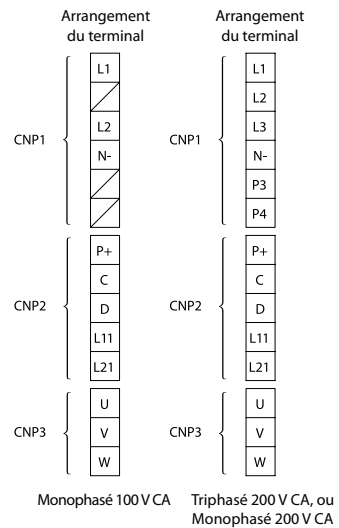 Arrangement
du terminal
CNP1
L1
L2
N-
CNP2
P+
C
D
L11
L21
CNP3
U
V
W
Monophasé 100 V CA
Arrangement
du terminal
CNP1
L1
L2
L3
N-
P3
P4
CNP2
P+
C
D
L11
L21
CNP3
U
V
W
Triphasé 200 V CA, ou
Monophasé 200 V CA